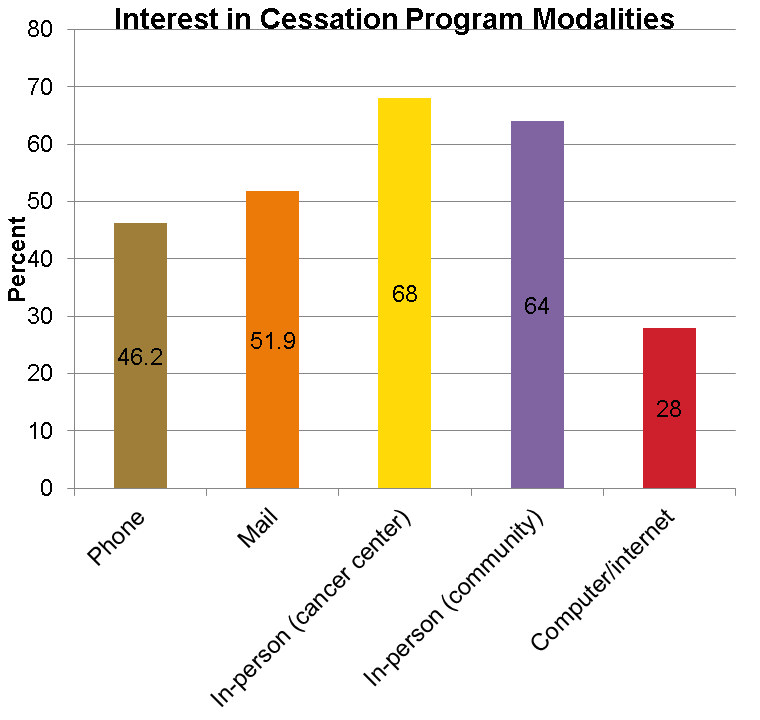 Interest in Cessation Program Modalities
Percent
80
70
60
50
40
30
20
10
0
46.2
51.9
68
64
28
Phone
Mail
In-person (cancer center)
In-person (community)
Computer/internet